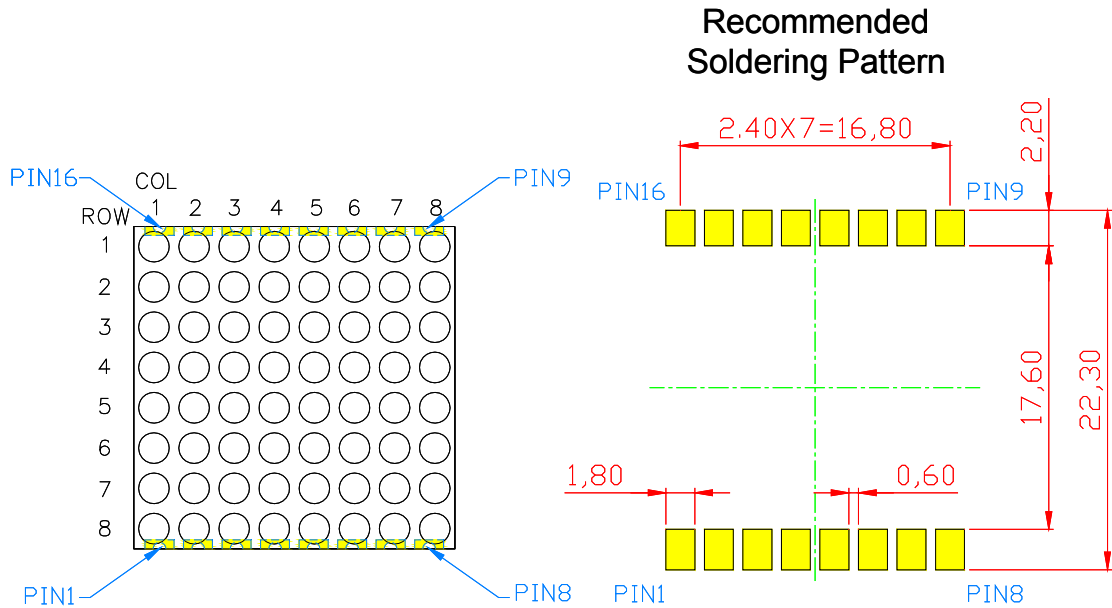 Recommended
Soldering Pattern
2.40X7=16,80
2,20
PIN16
PIN9
PIN16
COL
PIN9
ROW
1 2 3 4 5 6 7 8
1
2
3
4
5
6
7
8
17,60
22,30
1,80
0,60
PIN1
PIN8
PIN1
PIN8